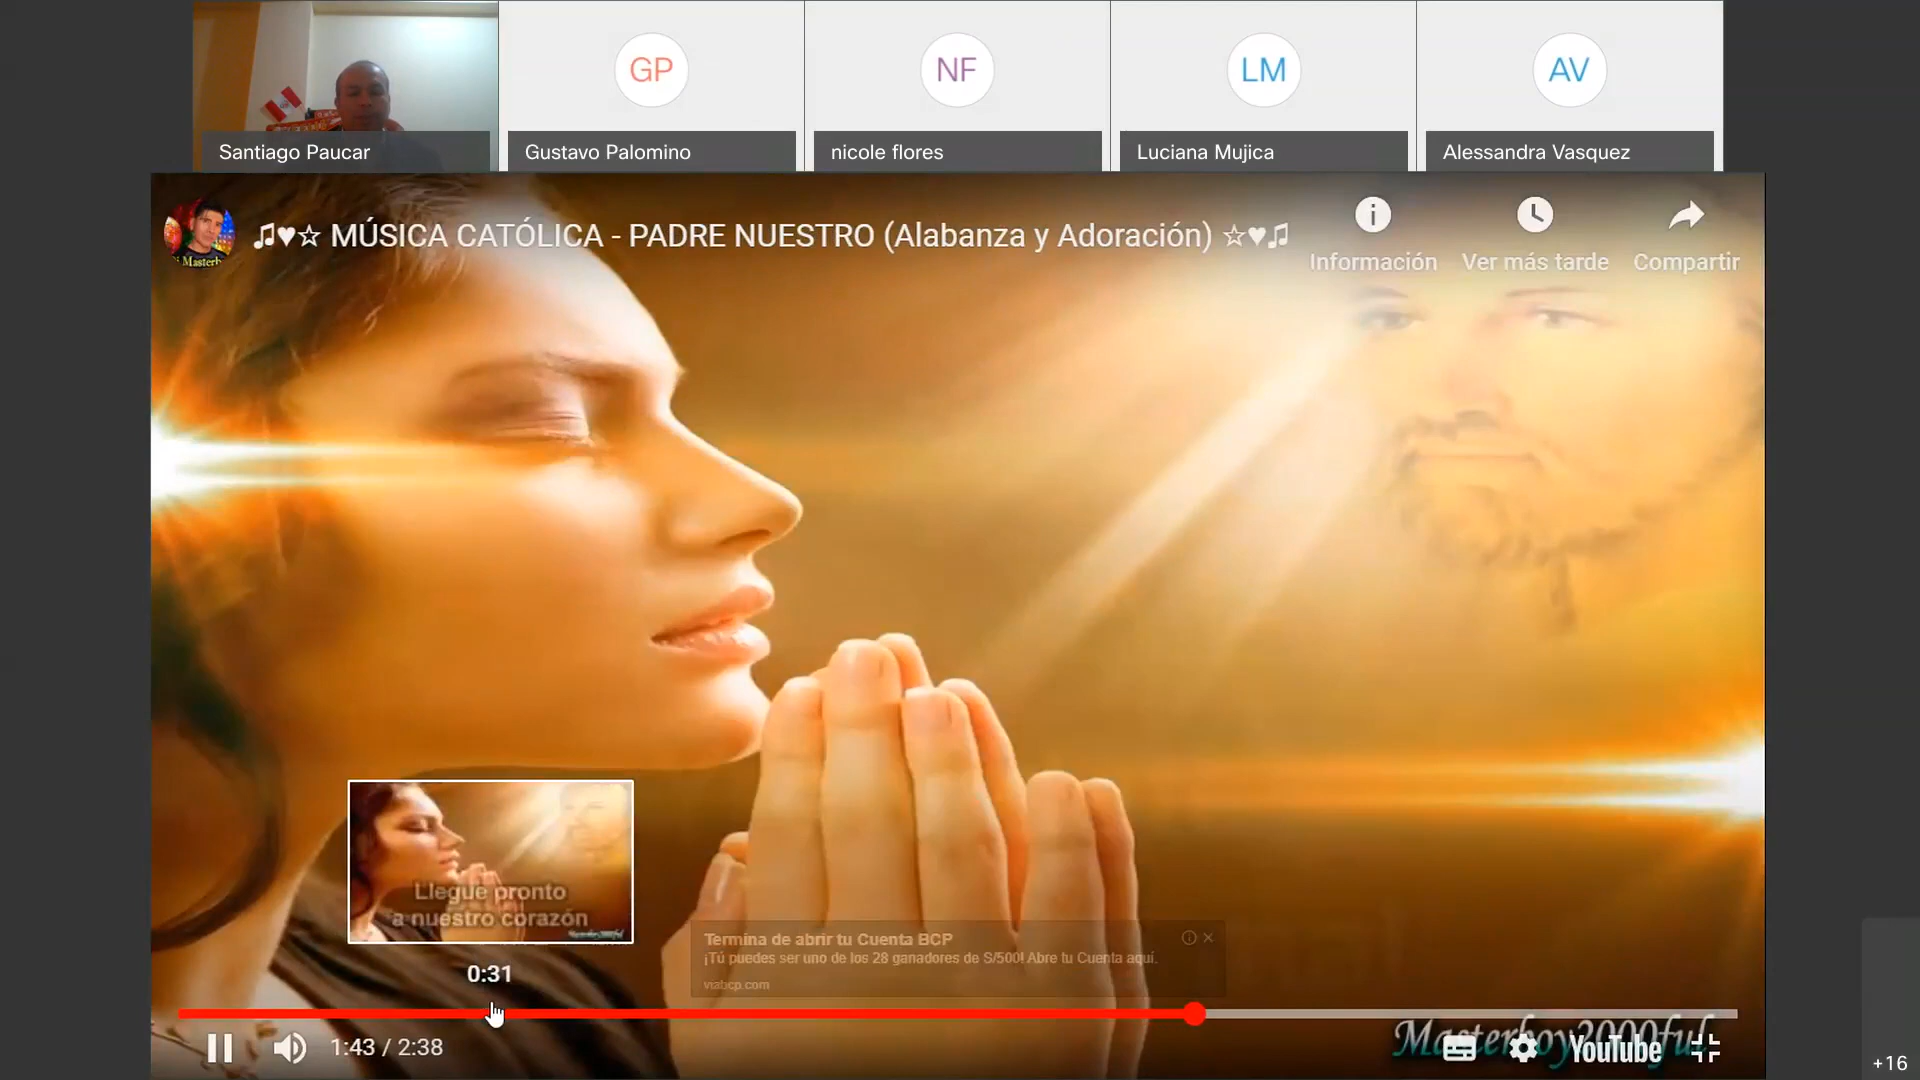 GP
NF
LM
AV
Santiago Paucar
Gustavo Palomino
nicole flores
Luciana Mujica
Alessandra Vasquez
♫♥☆ MÚSICA CATÓLICA - PADRE NUESTRO (Alabanza y Adoración) ☆♥♫
Información
Ver más tarde
Compartir
Llegue pronto
a nuestro corazón
0:31
Termina de abrir tu Cuenta BCP
¡Tú puedes ser uno de los 28 ganadores de S/500! Abre tu Cuenta aquí.
viabcp.com
1:43 / 2:38
Masterboy2000ful
YouTube
+16